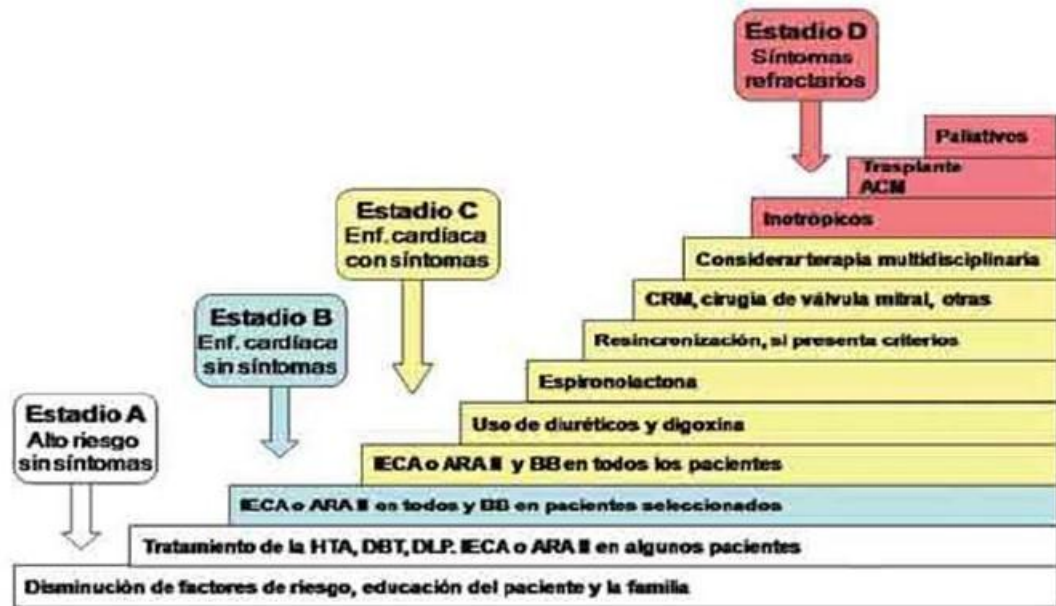 Estadio D
Síntomas
refractarios
Paliativos
Trasplante
ACM
Inotrópicos
Estadio C
Enf. cardíaca
con síntomas
Considerar terapia multidisciplinaria
CRM, cirugia de válvula mitral, otras
Resincronización, si presenta criterios
Estadio B
Enf. cardíaca
sin síntomas
Espironolactona
Uso de diuréticos y digoxina
Estadio A
Alto riesgo
sin síntomas
IECA o ARA II y BB en todos los pacientes
IECA o ARA II en todos y BB en pacientes seleccionados
Tratamiento de la HTA, DBT, DLP. IECA o ARA II en algunos pacientes
Disminución de factores de riesgo, educación del paciente y la familia